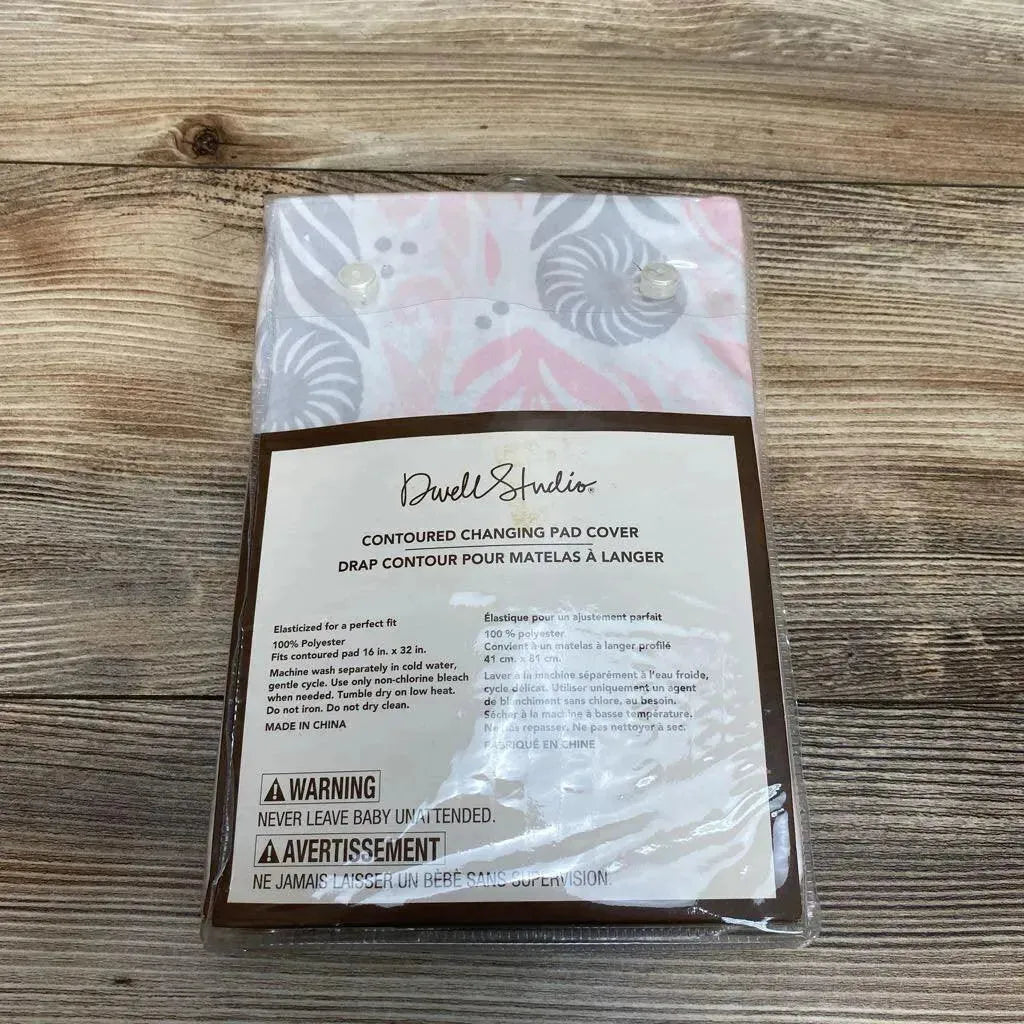 DwellStudio®
CONTOURED CHANGING PAD COVER
DRAP CONTOUR POUR MATELAS À LANGER
Elasticized for a perfect fit
100% Polyester
Fits contoured pad 16 in. x 32 in.
Machine wash separately in cold water,
gentle cycle. Use only non-chlorine bleach
when needed. Tumble dry on low heat.
Do not iron. Do not dry clean.
MADE IN CHINA
Élastique pour un ajustement parfait
100 % polyester
Convient à un matelas à langer profilé
41 cm. x 81 cm.
Laver à la machine séparément à l'eau froide,
cycle délicat. Utiliser uniquement un agent
de blanchiment sans chlore, au besoin.
Sécher à la machine à basse température.
Ne pas repasser. Ne pas nettoyer à sec.
FABRIQUÉ EN CHINE
⚠ WARNING
NEVER LEAVE BABY UNATTENDED.
⚠ AVERTISSEMENT
NE JAMAIS LAISSER UN BÈBÈ SANS SUPERVISION.